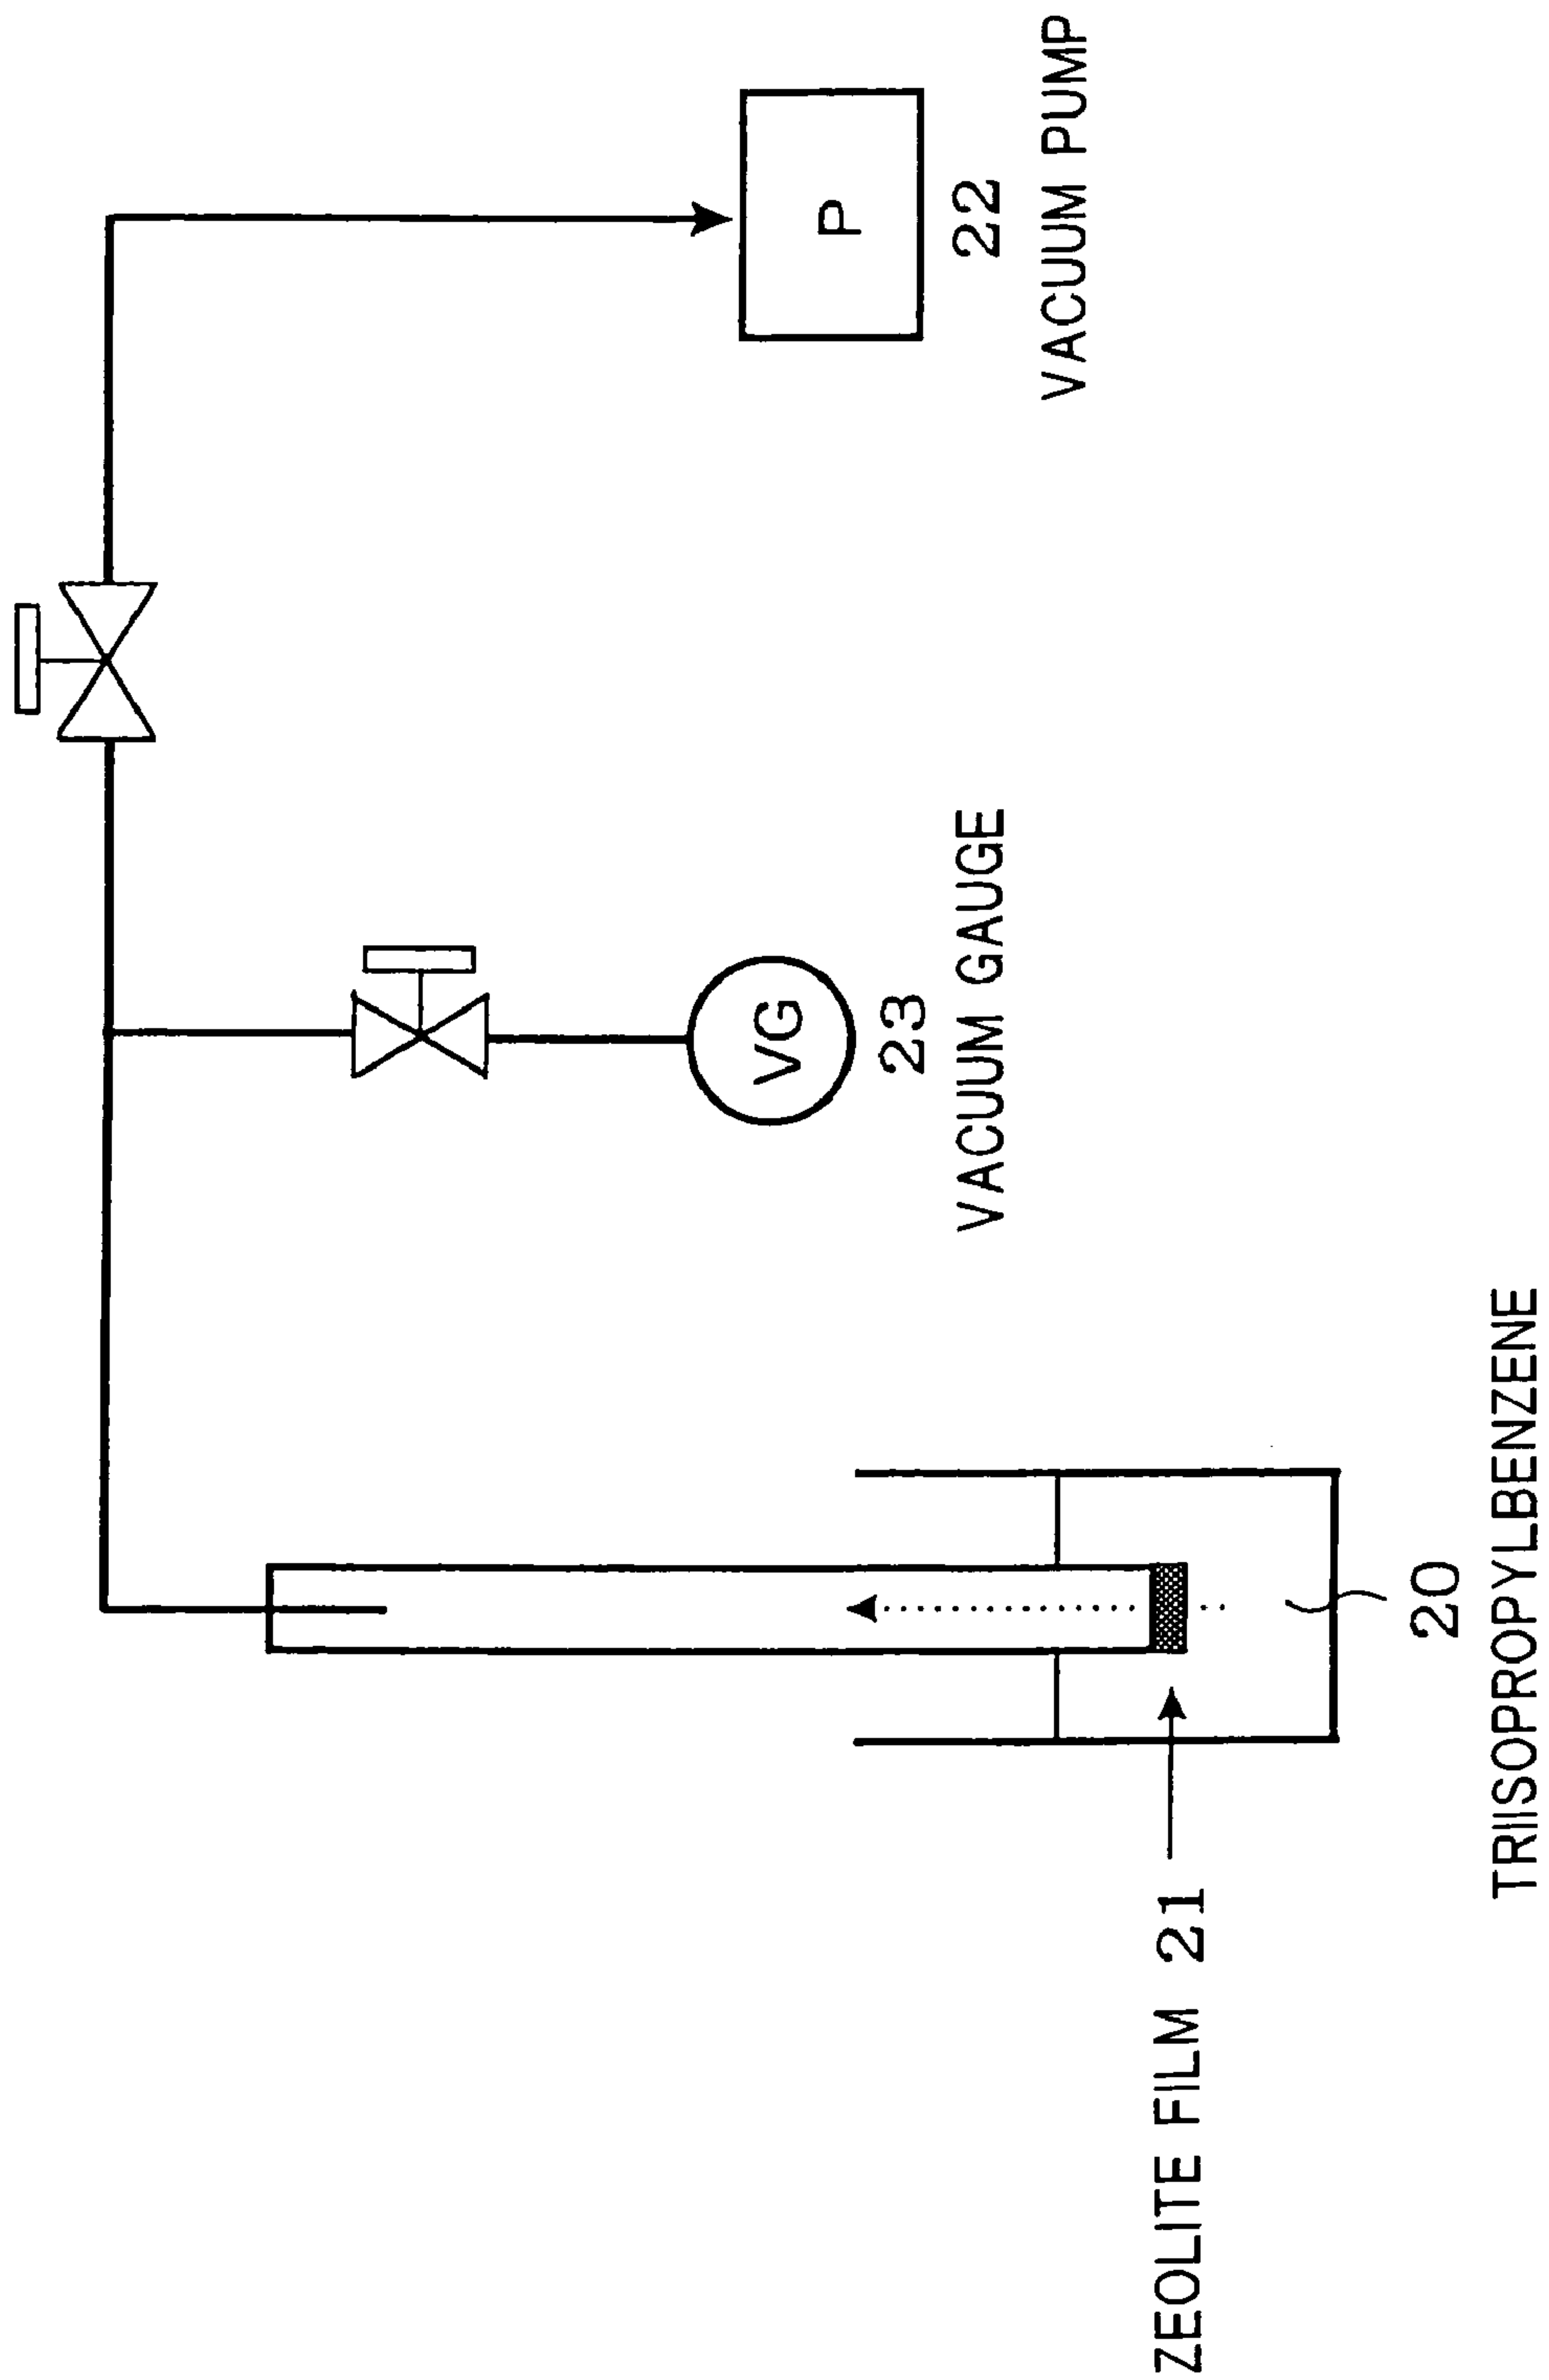 P
22
VACUUM PUMP
VG
23
VACUUM GAUGE
ZEOLITE FILM 21
20
TRIISOPROPYLBENZENE